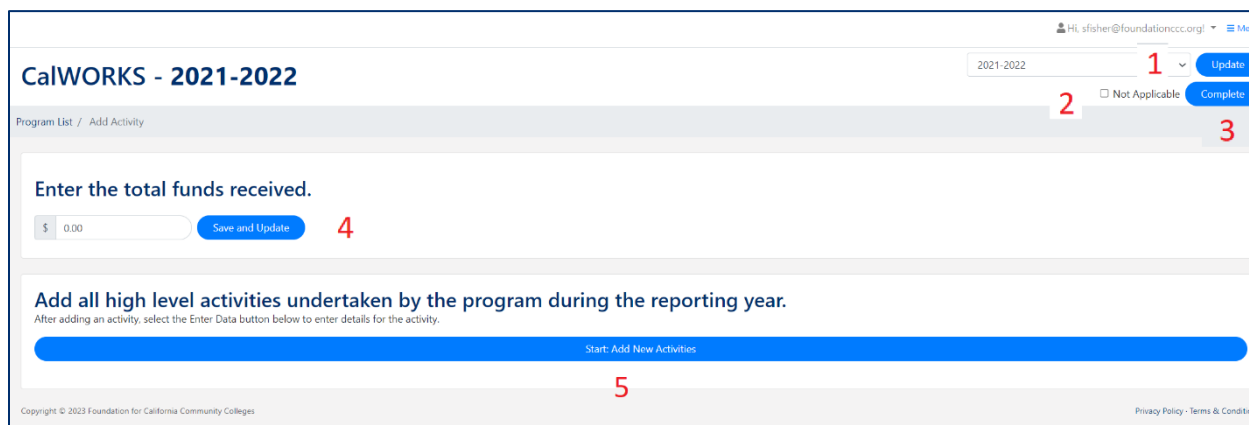 Hi, sfisher@foundationccc.org! ☰ Me
CalWORKS - 2021-2022
2021-2022 1 Update
2 Not Applicable Complete
Program List / Add Activity 3
Enter the total funds received.
$ 0.00 Save and Update 4
Add all high level activities undertaken by the program during the reporting year.
After adding an activity, select the Enter Data button below to enter details for the activity.
Start: Add New Activities
5
Copyright © 2023 Foundation for California Community Colleges Privacy Policy · Terms & Conditi